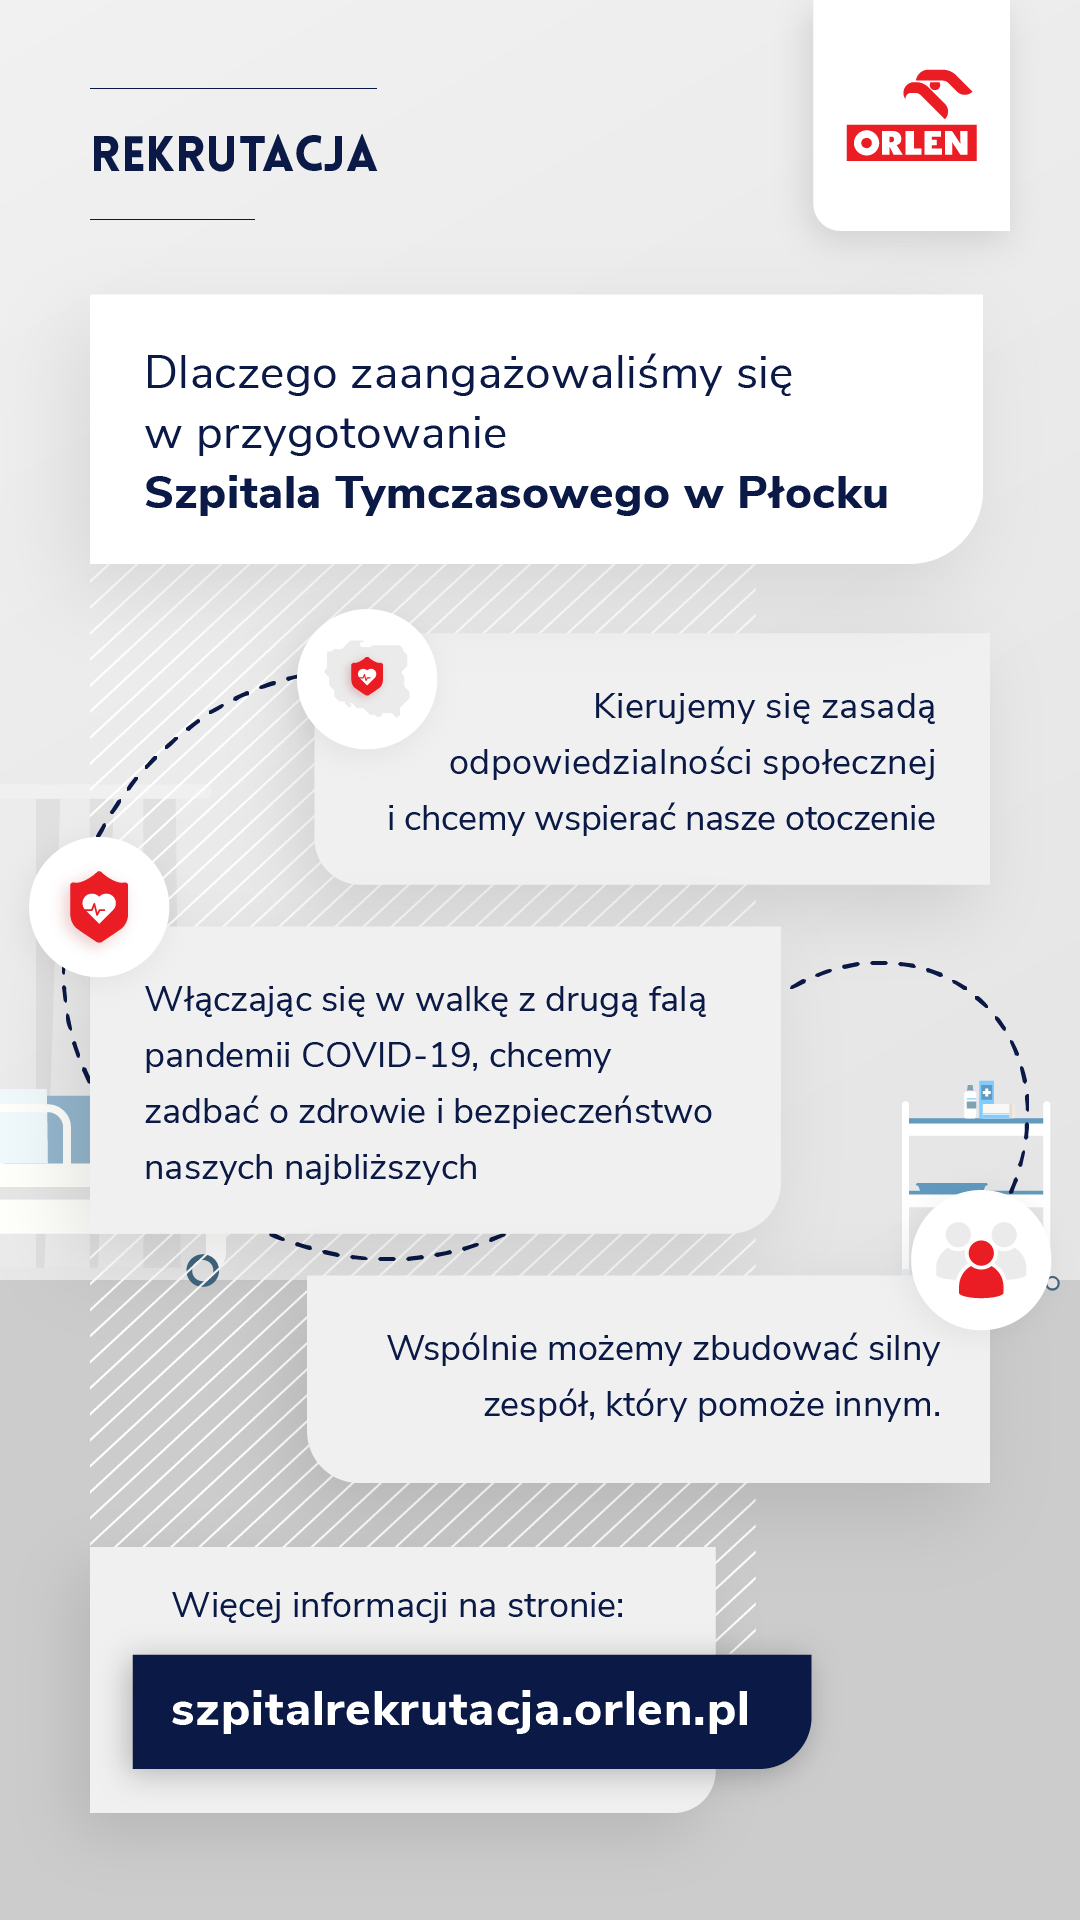 REKRUTACJA
ORLEN
Dlaczego zaangażowaliśmy się
w przygotowanie
Szpitala Tymczasowego w Płocku
Kierujemy się zasadą
odpowiedzialności społecznej
i chcemy wspierać nasze otoczenie
Włączając się w walkę z drugą falą
pandemii COVID-19, chcemy
zadbać o zdrowie i bezpieczeństwo
naszych najbliższych
Wspólnie możemy zbudować silny
zespół, który pomoże innym.
Więcej informacji na stronie:
szpitalrekrutacja.orlen.pl